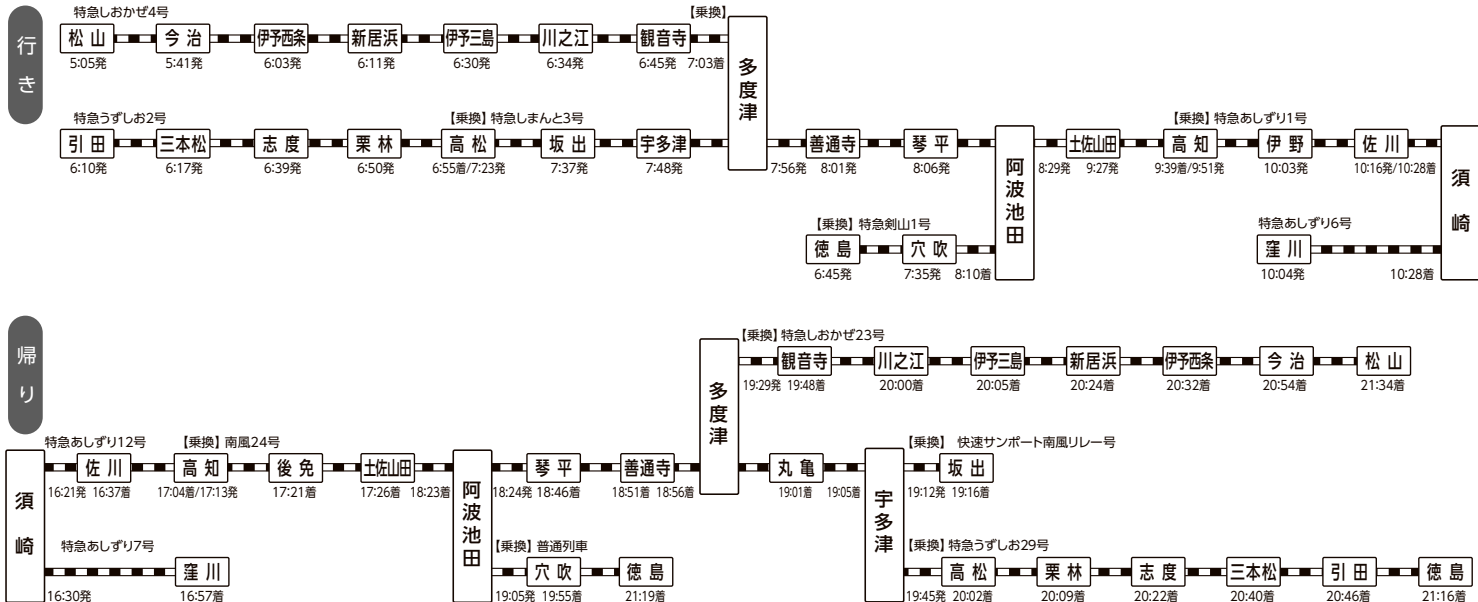 行き
特急しおかぜ4号 【乗換】
松山 今治 伊予西条 新居浜 伊予三島 川之江 観音寺
5:05発 5:41発 6:03発 6:11発 6:30発 6:34発 6:45発 7:03着
多度津
特急うずしお2号 【乗換】特急しまんと3号 【乗換】特急あしずり1号
引田 三本松 志度 栗林 高松 坂出 宇多津 善通寺 琴平 土佐山田 高知 伊野 佐川
6:10発 6:17発 6:39発 6:50発 6:55着/7:23発 7:37発 7:48発 7:56発 8:01発 8:06発 8:29発 9:27発 9:39着/9:51発 10:03発 10:16発/10:28着
阿波池田
須崎
【乗換】特急剣山1号 特急あしずり6号
徳島 穴吹 窪川
6:45発 7:35発 8:10着 10:04発 10:28着
帰り
【乗換】特急しおかぜ23号
観音寺 川之江 伊予三島 新居浜 伊予西条 今治 松山
19:29発 19:48着 20:00着 20:05着 20:24着 20:32着 20:54着 21:34着
多度津
特急あしずり12号 【乗換】南風24号 【乗換】 快速サンポート南風リレー号
須崎
佐川 高知 後免 土佐山田 琴平 善通寺 丸亀 坂出
16:21発 16:37着 17:04着/17:13発 17:21着 17:26着 18:23着 18:24発 18:46着 18:51着 18:56着 19:01着 19:05着 19:12発 19:16着
阿波池田
宇多津
特急あしずり7号 【乗換】普通列車 【乗換】特急うずしお29号
窪川 穴吹 徳島 高松 栗林 志度 三本松 引田 徳島
16:30発 16:57着 19:05発 19:55着 21:19着 19:45発 20:02着 20:09着 20:22着 20:40着 20:46着 21:16着